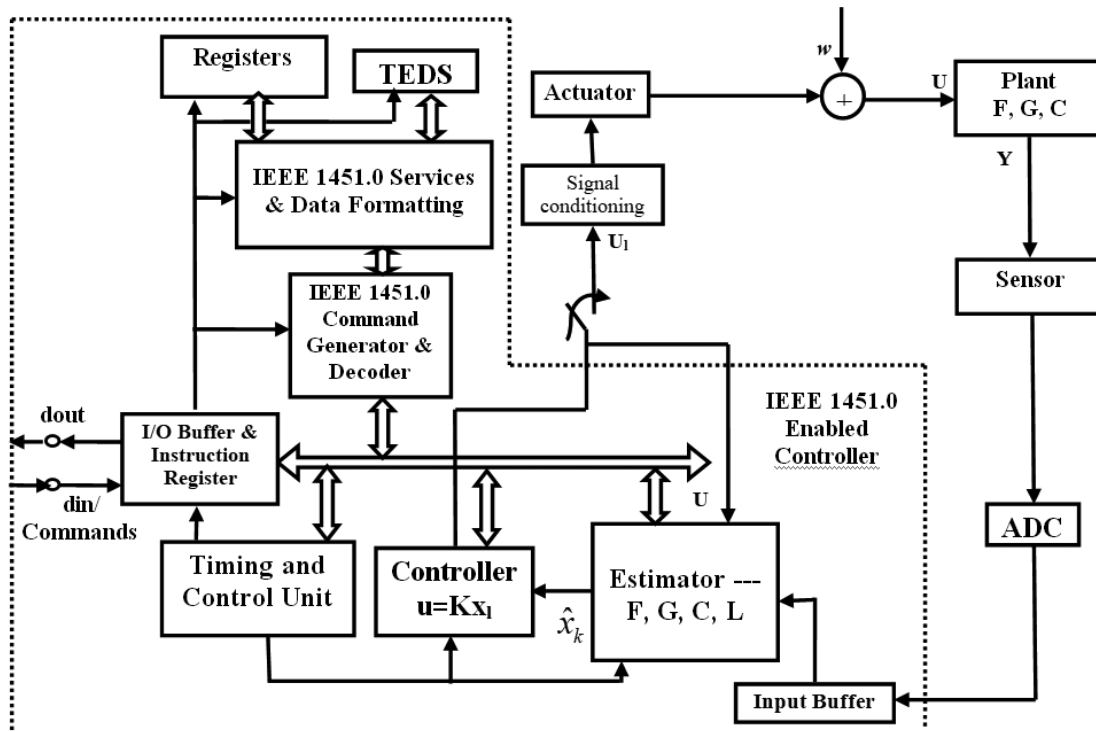 Registers
TEDS
IEEE 1451.0 Services
& Data Formatting
IEEE 1451.0
Command
Generator &
Decoder
dout
I/O Buffer &
Instruction
Register
din/
Commands
Timing and
Control Unit
Controller
u=Kxl
x̂k
Estimator ---
F, G, C, L
U
Input Buffer
IEEE 1451.0
Enabled
Controller
Actuator
Signal
conditioning
U1
w
+
U
Plant
F, G, C
Y
Sensor
ADC